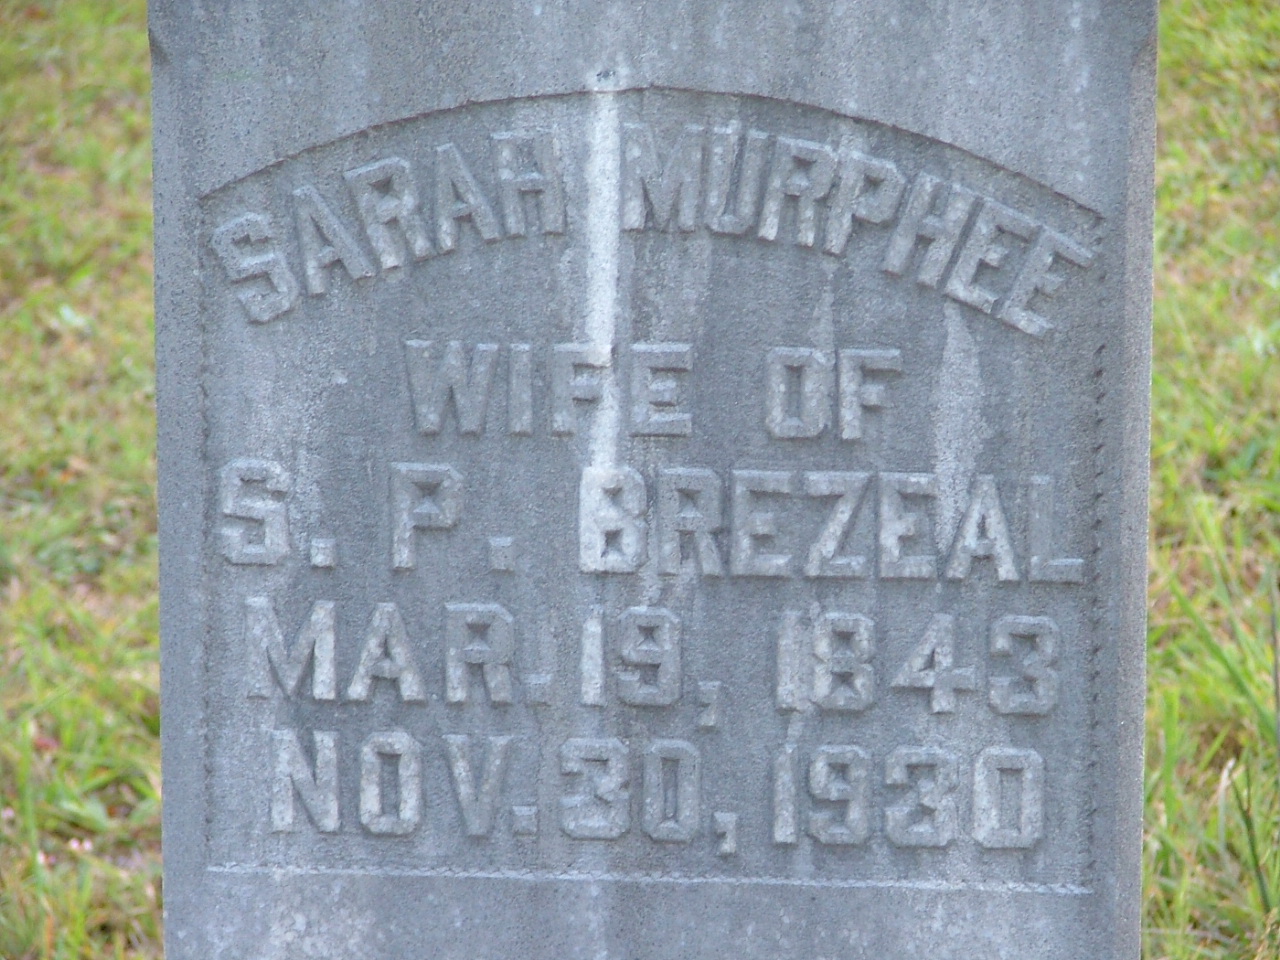 SARAH MURPHEE
WIFE OF
S. P. BREZEAL
MAR. 19, 1843
NOV. 30, 1930